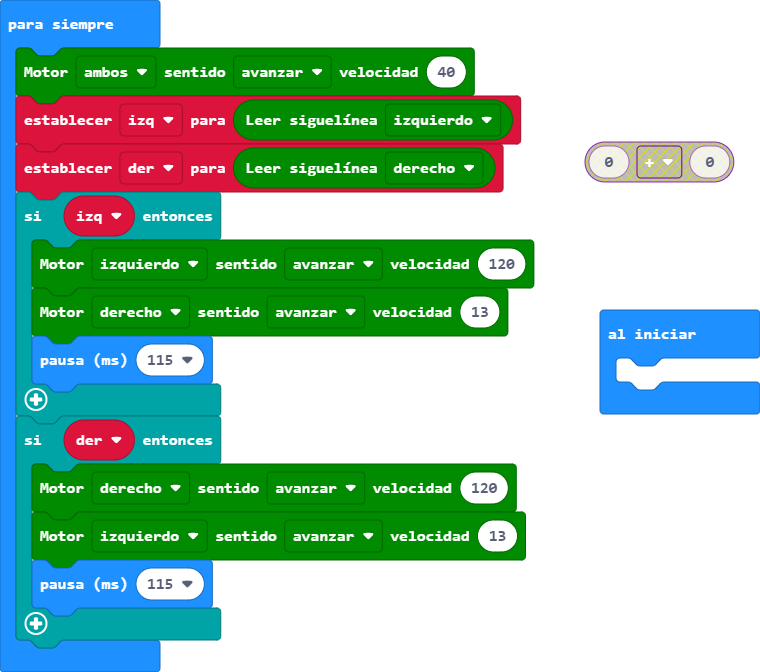 para siempre
Motor ambos sentido avanzar velocidad 40
establecer izq para Leer siguelínea izquierdo
establecer der para Leer siguelínea derecho
si izq entonces
Motor izquierdo sentido avanzar velocidad 120
Motor derecho sentido avanzar velocidad 13
pausa (ms) 115
si der entonces
Motor derecho sentido avanzar velocidad 120
Motor izquierdo sentido avanzar velocidad 13
pausa (ms) 115
0 + 0
al iniciar